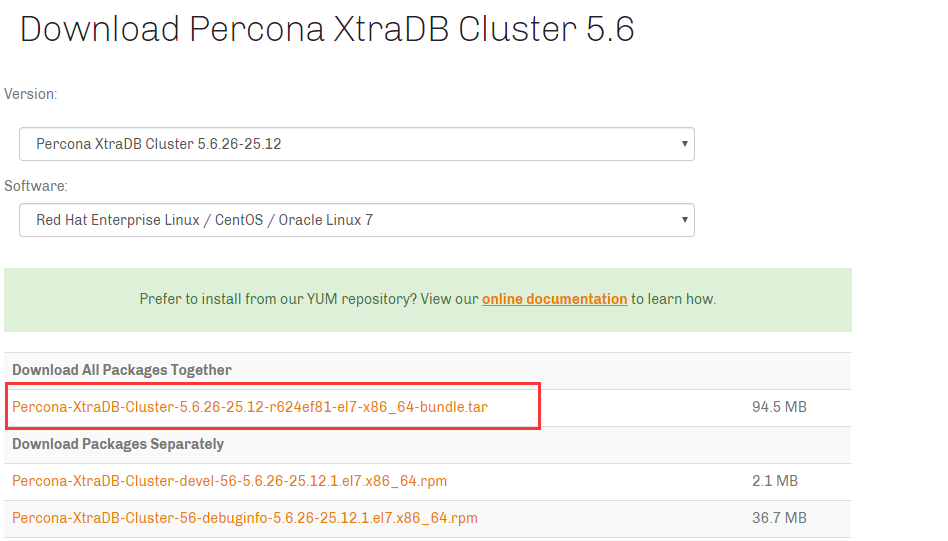 Download Percona XtraDB Cluster 5.6
Version:
Percona XtraDB Cluster 5.6.26-25.12
Software:
Red Hat Enterprise Linux / CentOS / Oracle Linux 7
Prefer to install from our YUM repository? View our online documentation to learn how.
Download All Packages Together
Percona-XtraDB-Cluster-5.6.26-25.12-r624ef81-el7-x86_64-bundle.tar 94.5 MB
Download Packages Separately
Percona-XtraDB-Cluster-devel-56-5.6.26-25.12.1.el7.x86_64.rpm 2.1 MB
Percona-XtraDB-Cluster-56-debuginfo-5.6.26-25.12.1.el7.x86_64.rpm 36.7 MB